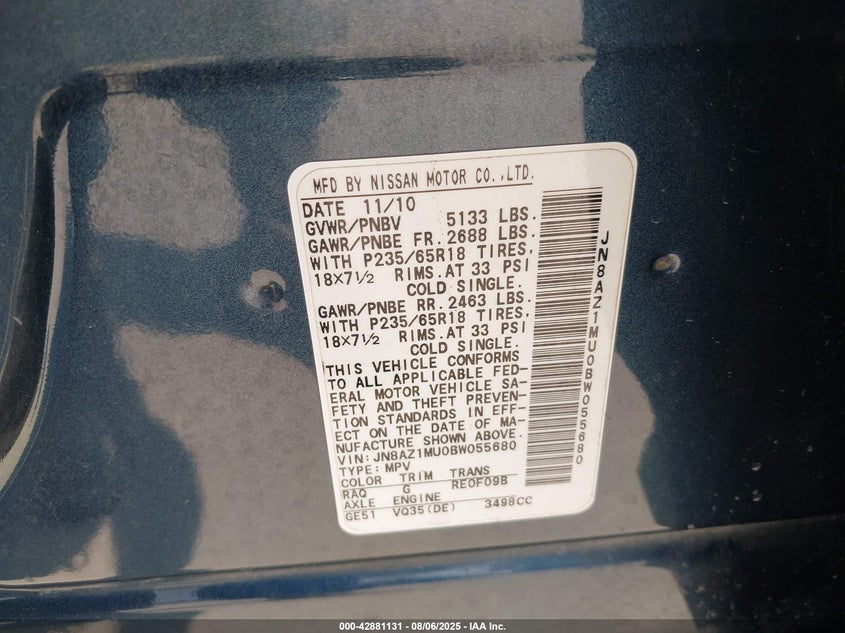 MFD BY NISSAN MOTOR CO.,LTD.
DATE 11/10
GVWR/PNBV 5133 LBS.
GAWR/PNBE FR. 2688 LBS.
WITH P235/65R18 TIRES,
18×7½ RIMS. AT 33 PSI
COLD SINGLE.
GAWR/PNBE RR. 2463 LBS.
WITH P235/65R18 TIRES,
18×7½ RIMS. AT 33 PSI
COLD SINGLE.
THIS VEHICLE CONFORMS
TO ALL APPLICABLE FED-
ERAL MOTOR VEHICLE SA-
FETY AND THEFT PREVEN-
TION STANDARDS IN EFF-
ECT ON THE DATE OF MA-
NUFACTURE SHOWN ABOVE.
VIN: JN8AZ1MU0BW055680
TYPE: MPV
COLOR TRIM TRANS
RAQ G RE0F09B
AXLE ENGINE
GE51 VQ35(DE) 3498CC
JN8AZ1MU0BW055680
000-42881131 - 08/06/2025 - IAA Inc.